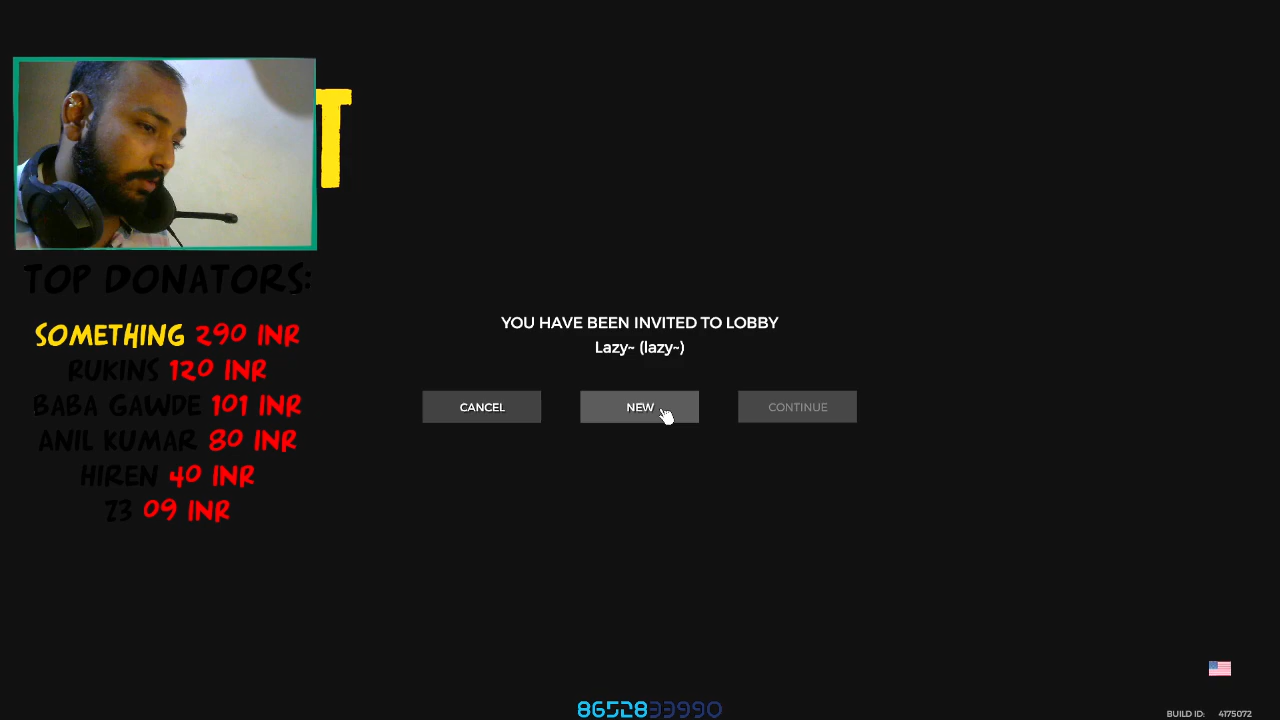 T
TOP DONATORS:
SOMETHING 290 INR
RUKINS 120 INR
BABA GAWDE 101 INR
ANIL KUMAR 80 INR
HIREN 40 INR
Z3 09 INR
YOU HAVE BEEN INVITED TO LOBBY
Lazy~ (lazy~)
CANCEL
NEW
CONTINUE
8652833990
BUILD ID: 4175072